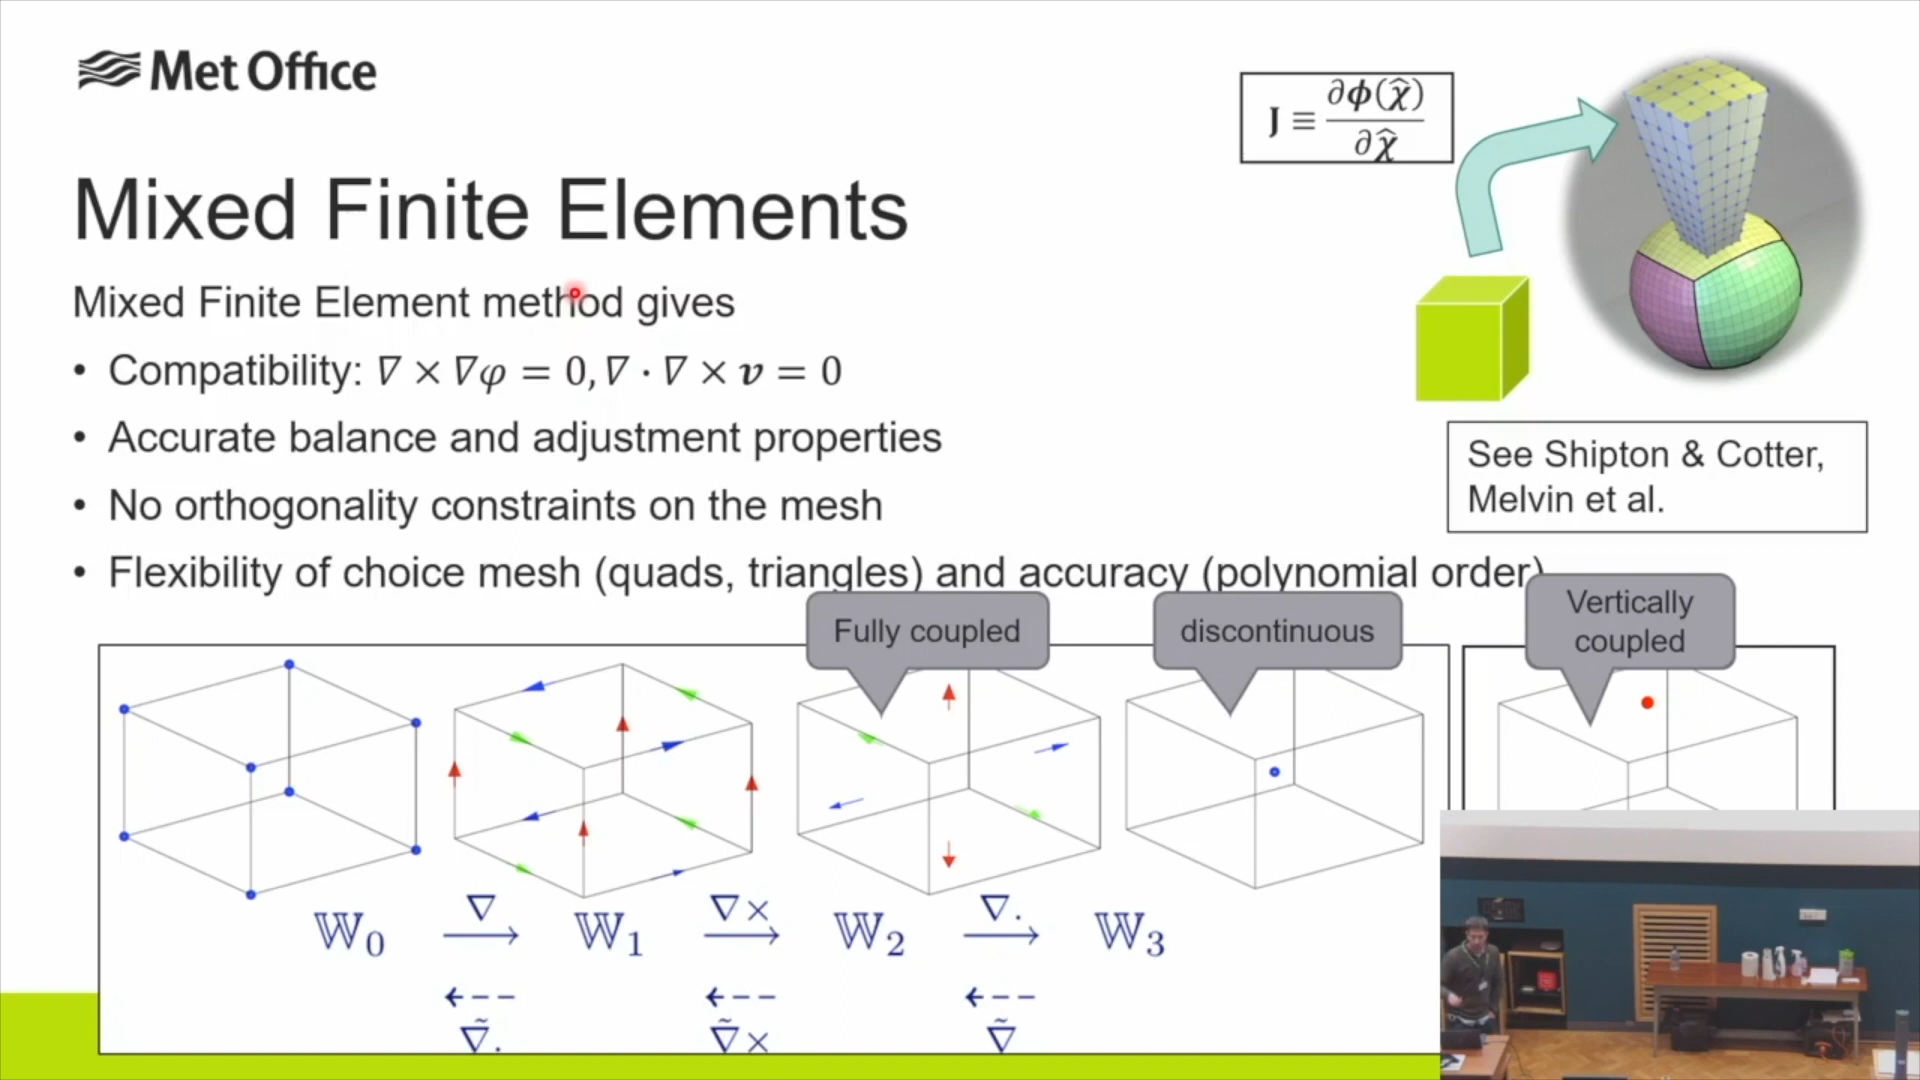 Met Office
J ≡ ∂ϕ(χ̂) / ∂χ̂
Mixed Finite Elements
Mixed Finite Element method gives
• Compatibility: ∇ × ∇φ = 0, ∇ · ∇ × v = 0
• Accurate balance and adjustment properties
• No orthogonality constraints on the mesh
• Flexibility of choice mesh (quads, triangles) and accuracy (polynomial order)
See Shipton & Cotter,
Melvin et al.
Fully coupled
discontinuous
Vertically
coupled
∇ ∇× ∇.
𝕎0 → 𝕎1 → 𝕎2 → 𝕎3
←-- ←-- ←--
∇̃. ∇̃× ∇̃